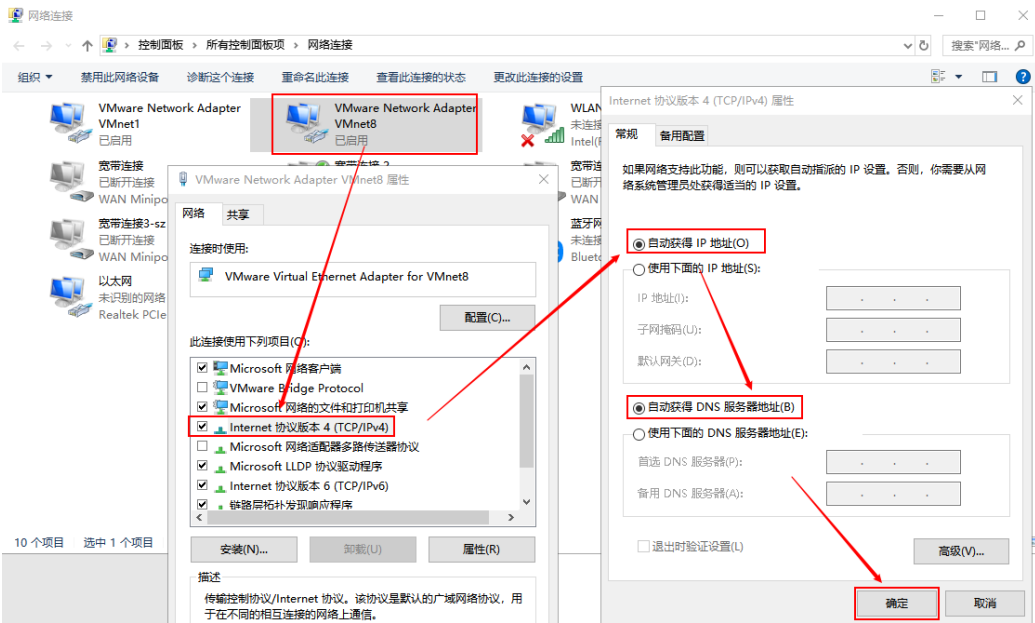 网络连接
控制面板 › 所有控制面板项 › 网络连接
搜索"网络...
组织 禁用此网络设备 诊断这个连接 重命名此连接 查看此连接的状态 更改此连接的设置
VMware Network Adapter
VMnet1
已启用
VMware Network Adapter
VMnet8
已启用
WLAN
未连接
Intel(R
宽带连接
已断开连接
WAN Minipo
宽带连接 2
宽带连
已断开
WAN
宽带连接3-sz
已断开连接
WAN Minipo
蓝牙网
未连接
Blueto
以太网
未识别的网络
Realtek PCIe
10 个项目 选中 1 个项目
VMware Network Adapter VMnet8 属性
网络 共享
连接时使用:
VMware Virtual Ethernet Adapter for VMnet8
配置(C)...
此连接使用下列项目(O):
Microsoft 网络客户端
VMware Bridge Protocol
Microsoft 网络的文件和打印机共享
Internet 协议版本 4 (TCP/IPv4)
Microsoft 网络适配器多路传送器协议
Microsoft LLDP 协议驱动程序
Internet 协议版本 6 (TCP/IPv6)
链路层拓扑发现响应程序
安装(N)... 卸载(U) 属性(R)
描述
传输控制协议/Internet 协议。该协议是默认的广域网络协议，用
于在不同的相互连接的网络上通信。
Internet 协议版本 4 (TCP/IPv4) 属性
常规 备用配置
如果网络支持此功能，则可以获取自动指派的 IP 设置。否则，你需要从网
络系统管理员处获得适当的 IP 设置。
自动获得 IP 地址(O)
使用下面的 IP 地址(S):
IP 地址(I):
子网掩码(U):
默认网关(D):
自动获得 DNS 服务器地址(B)
使用下面的 DNS 服务器地址(E):
首选 DNS 服务器(P):
备用 DNS 服务器(A):
退出时验证设置(L)
高级(V)...
确定 取消